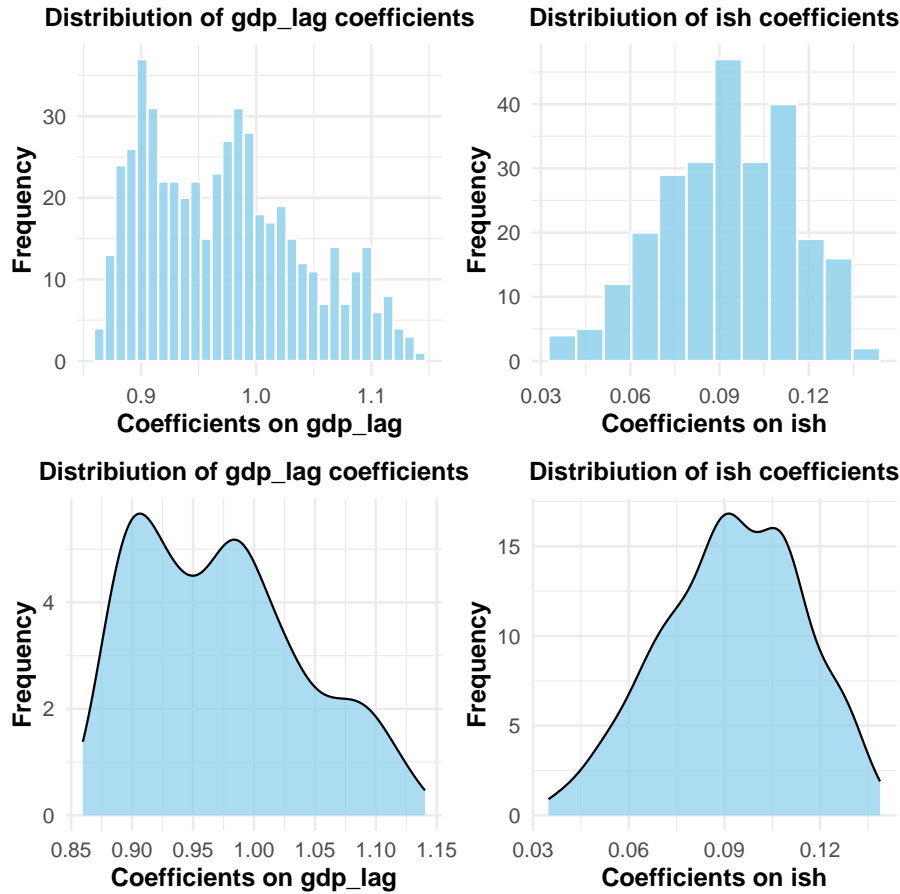 Distribiution of gdp_lag coefficients
Frequency
30
20
10
0
0.9 1.0 1.1
Coefficients on gdp_lag
Distribiution of ish coefficients
Frequency
40
30
20
10
0
0.03 0.06 0.09 0.12
Coefficients on ish
Distribiution of gdp_lag coefficients
Frequency
4
2
0
0.85 0.90 0.95 1.00 1.05 1.10 1.15
Coefficients on gdp_lag
Distribiution of ish coefficients
Frequency
15
10
5
0
0.03 0.06 0.09 0.12
Coefficients on ish